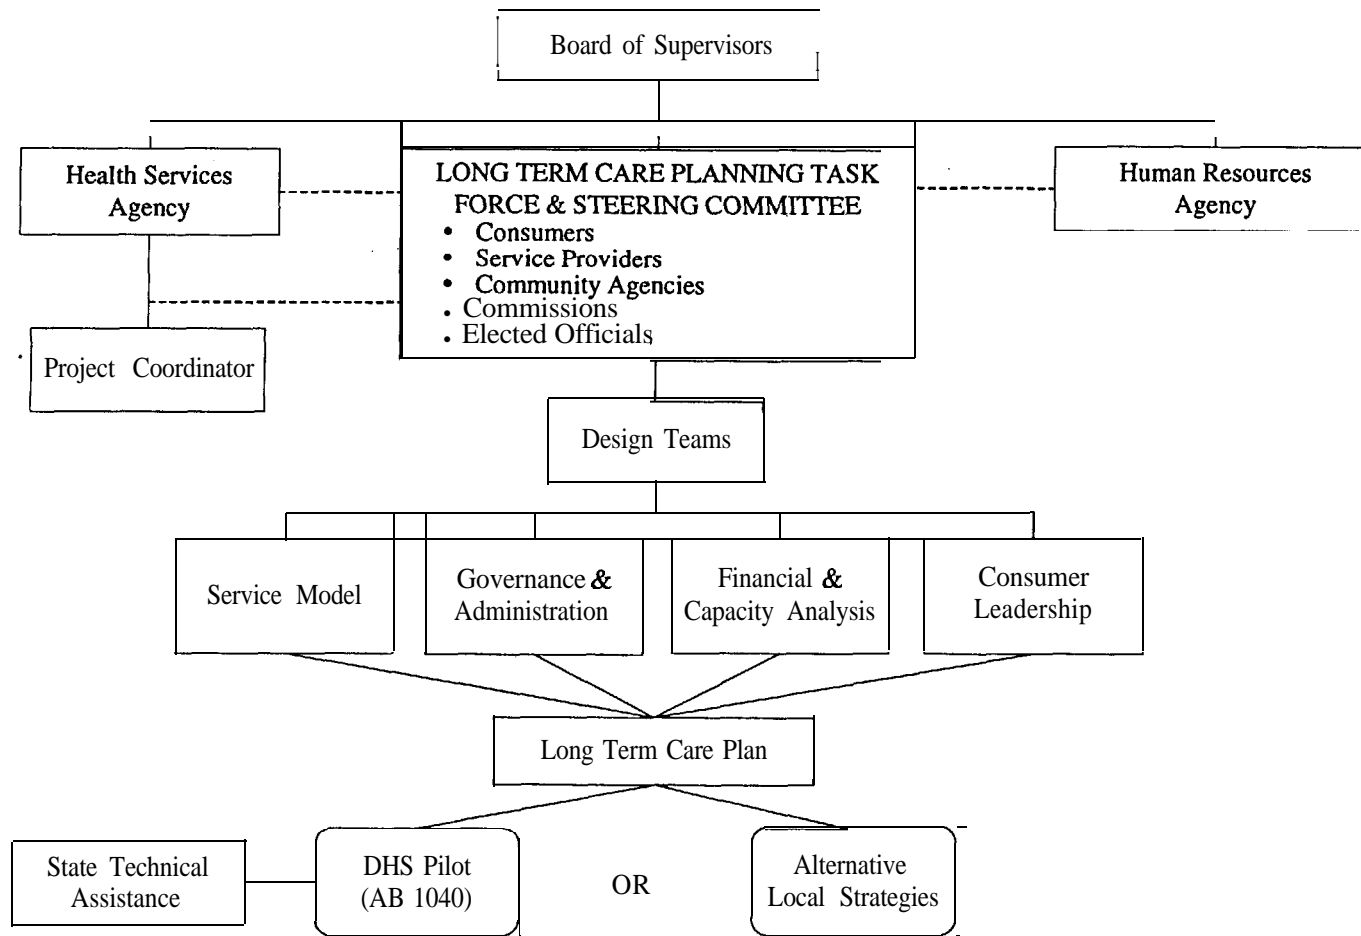 Board of Supervisors
Health Services
Agency
LONG TERM CARE PLANNING TASK
FORCE & STEERING COMMITTEE
• Consumers
• Service Providers
• Community Agencies
• Commissions
• Elected Officials
Human Resources
Agency
Project Coordinator
Design Teams
Service Model
Governance &
Administration
Financial &
Capacity Analysis
Consumer
Leadership
Long Term Care Plan
State Technical
Assistance
DHS Pilot
(AB 1040)
OR
Alternative
Local Strategies